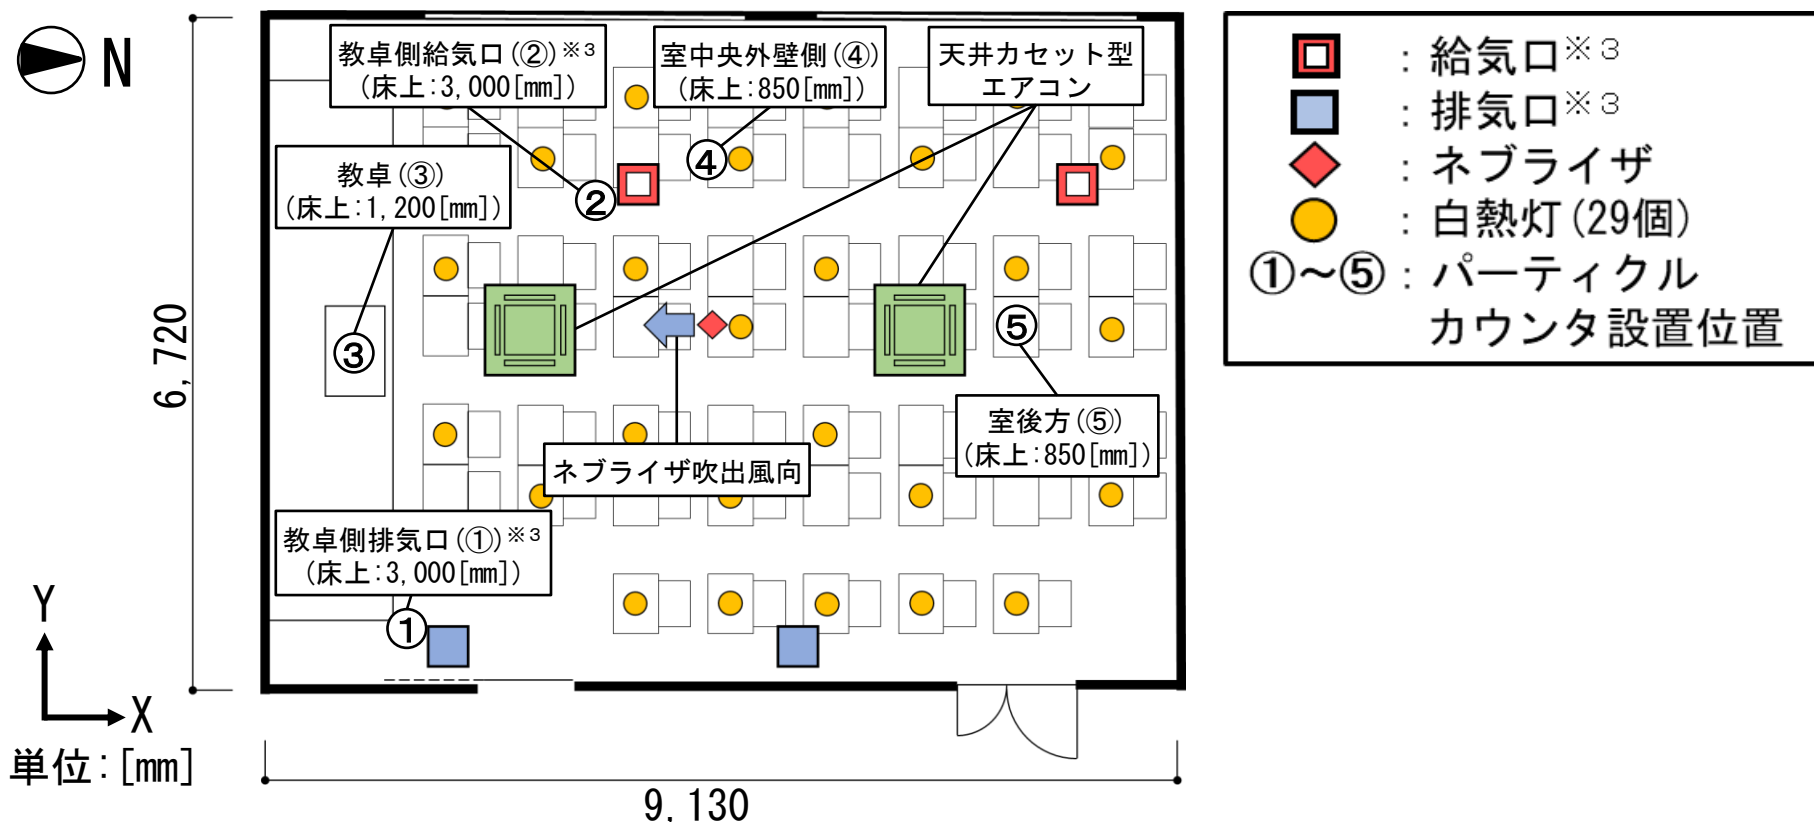 N
教卓側給気口(②)※3
(床上:3,000[mm])
室中央外壁側(④)
(床上:850[mm])
天井カセット型
エアコン
教卓(③)
(床上:1,200[mm])
④
②
③
⑤
室後方(⑤)
(床上:850[mm])
ネブライザ吹出風向
教卓側排気口(①)※3
(床上:3,000[mm])
①
6,720
9,130
Y
X
単位:[mm]
:給気口※3
:排気口※3
:ネブライザ
:白熱灯(29個)
①～⑤:パーティクル
カウンタ設置位置